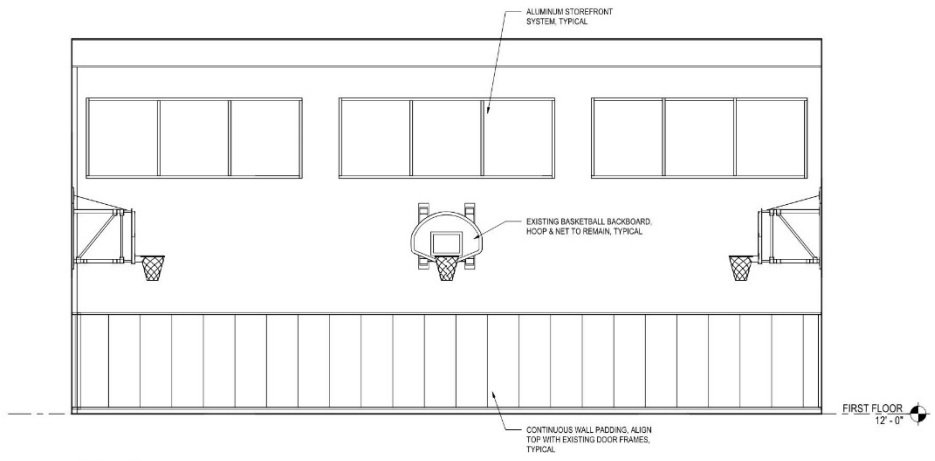 ALUMINUM STOREFRONT
SYSTEM, TYPICAL
EXISTING BASKETBALL BACKBOARD,
HOOP & NET TO REMAIN, TYPICAL
FIRST FLOOR
12' - 0"
CONTINUOUS WALL PADDING, ALIGN
TOP WITH EXISTING DOOR FRAMES,
TYPICAL